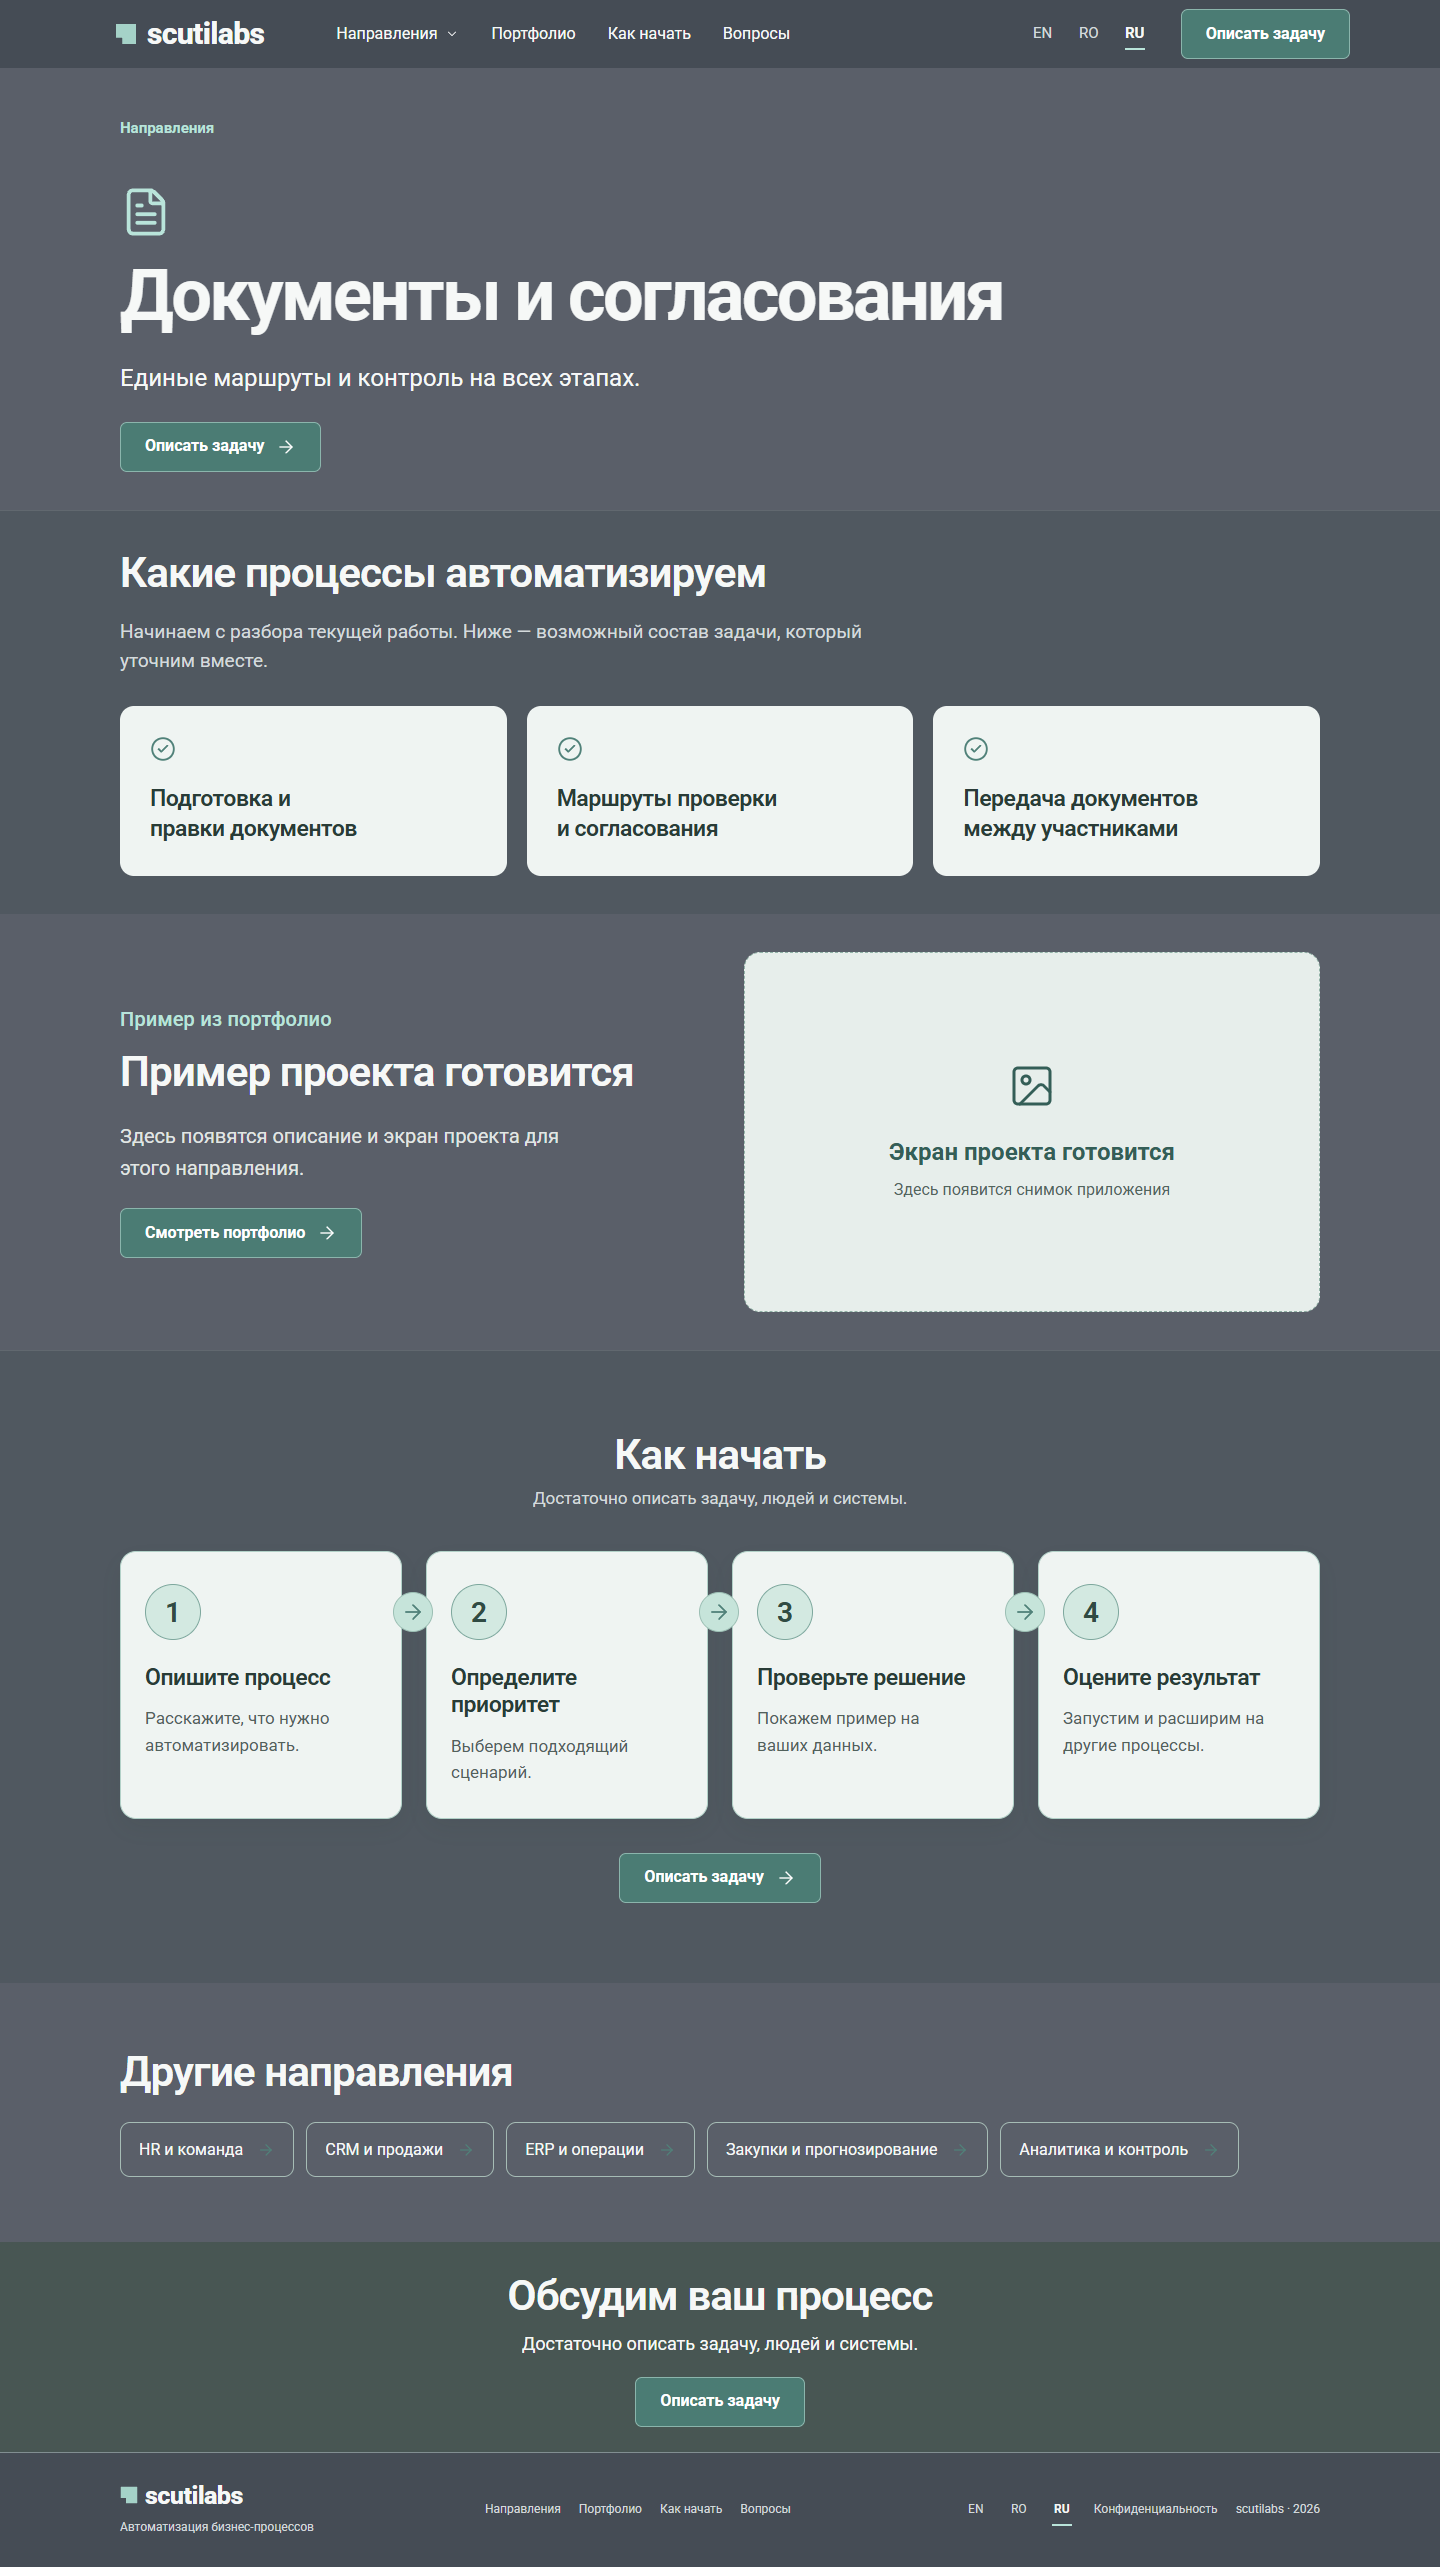 scutilabs
Направления
Портфолио
Как начать
Вопросы
EN
RO
RU
Описать задачу
Направления
Документы и согласования
Единые маршруты и контроль на всех этапах.
Описать задачу
Какие процессы автоматизируем
Начинаем с разбора текущей работы. Ниже — возможный состав задачи, который
уточним вместе.
Подготовка и
правки документов
Маршруты проверки
и согласования
Передача документов
между участниками
Пример из портфолио
Пример проекта готовится
Здесь появятся описание и экран проекта для
этого направления.
Смотреть портфолио
Экран проекта готовится
Здесь появится снимок приложения
Как начать
Достаточно описать задачу, людей и системы.
1
Опишите процесс
Расскажите, что нужно
автоматизировать.
2
Определите
приоритет
Выберем подходящий
сценарий.
3
Проверьте решение
Покажем пример на
ваших данных.
4
Оцените результат
Запустим и расширим на
другие процессы.
Описать задачу
Другие направления
HR и команда
CRM и продажи
ERP и операции
Закупки и прогнозирование
Аналитика и контроль
Обсудим ваш процесс
Достаточно описать задачу, людей и системы.
Описать задачу
scutilabs
Автоматизация бизнес-процессов
Направления
Портфолио
Как начать
Вопросы
EN
RO
RU
Конфиденциальность
scutilabs · 2026